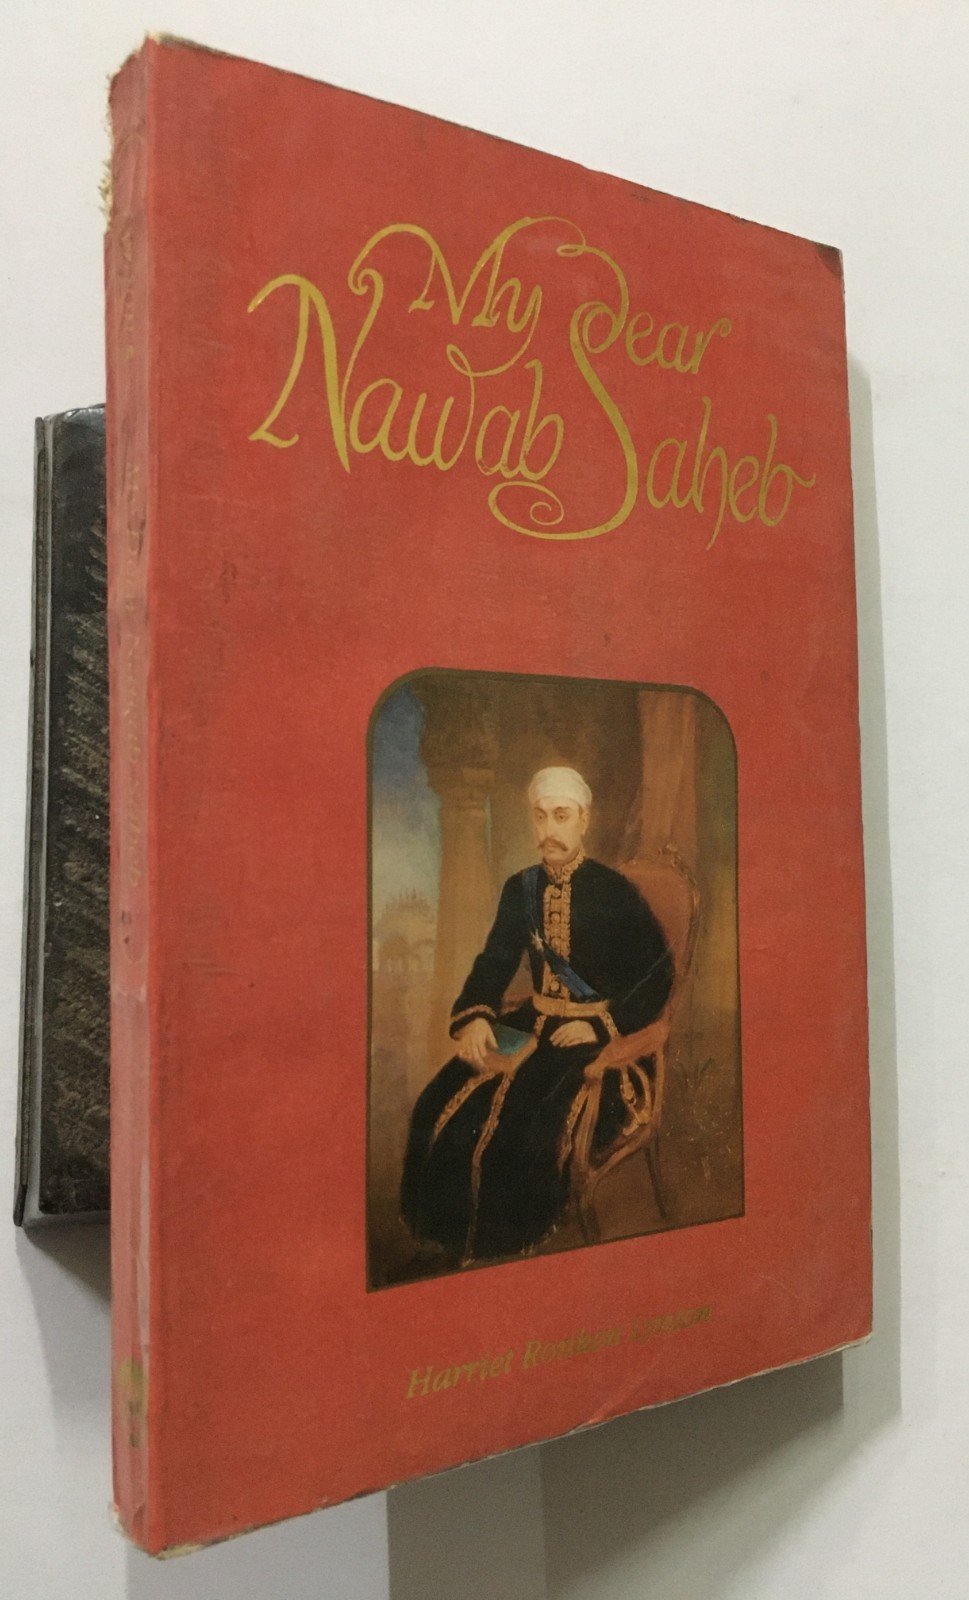 My Dear
Nawab Saheb
Harriet Ronken Lynton